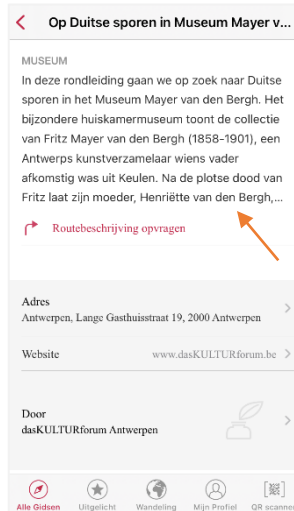 Op Duitse sporen in Museum Mayer v...
MUSEUM
In deze rondleiding gaan we op zoek naar Duitse
sporen in het Museum Mayer van den Bergh. Het
bijzondere huiskamermuseum toont de collectie
van Fritz Mayer van den Bergh (1858-1901), een
Antwerps kunstverzamelaar wiens vader
afkomstig was uit Keulen. Na de plotse dood van
Fritz laat zijn moeder, Henriëtte van den Bergh,...
Routebeschrijving opvragen
Adres
Antwerpen, Lange Gasthuisstraat 19, 2000 Antwerpen
Website www.dasKULTURforum.be
Door
dasKULTURforum Antwerpen
Alle Gidsen Uitgelicht Wandeling Mijn Profiel QR scanner